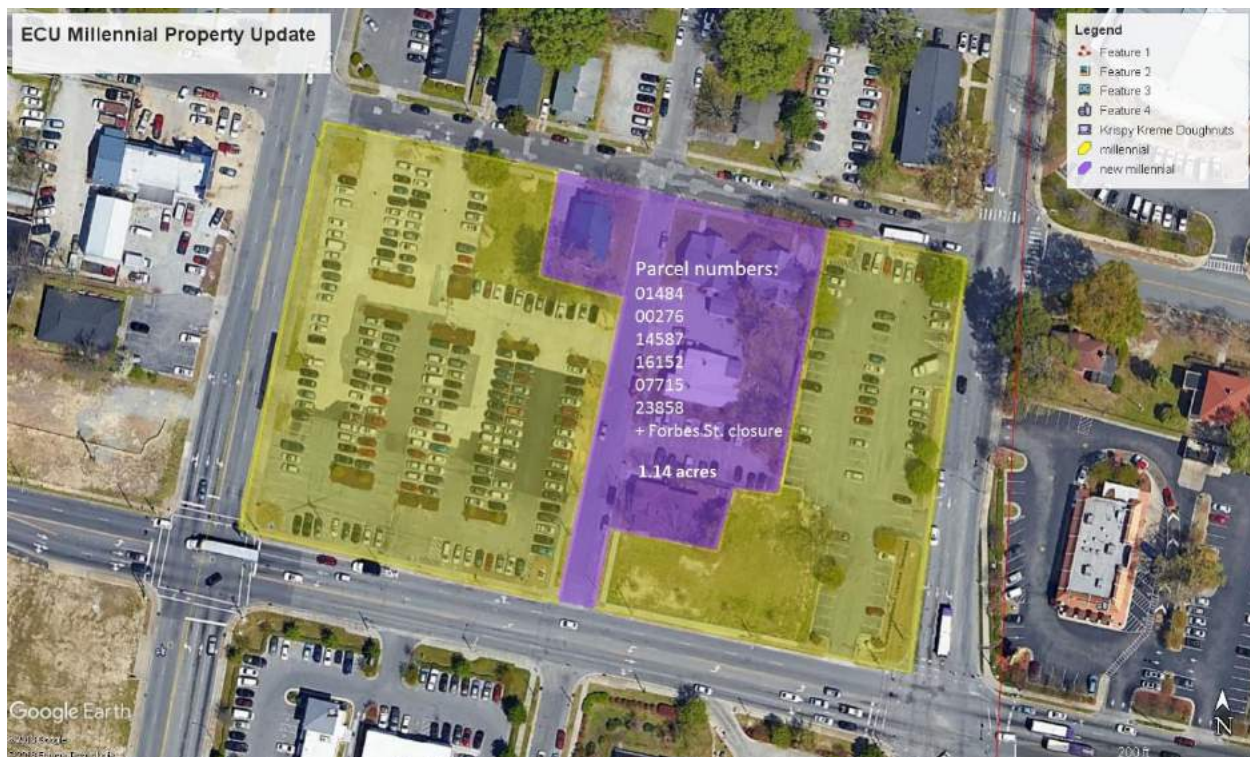 ECU Millennial Property Update
Legend
Feature 1
Feature 2
Feature 3
Feature 4
Krispy Kreme Doughnuts
millennial
new millennial
Parcel numbers:
01484
00276
14587
16152
07715
23858
+ Forbes St. closure
1.14 acres
Google Earth
Google
N
200 ft